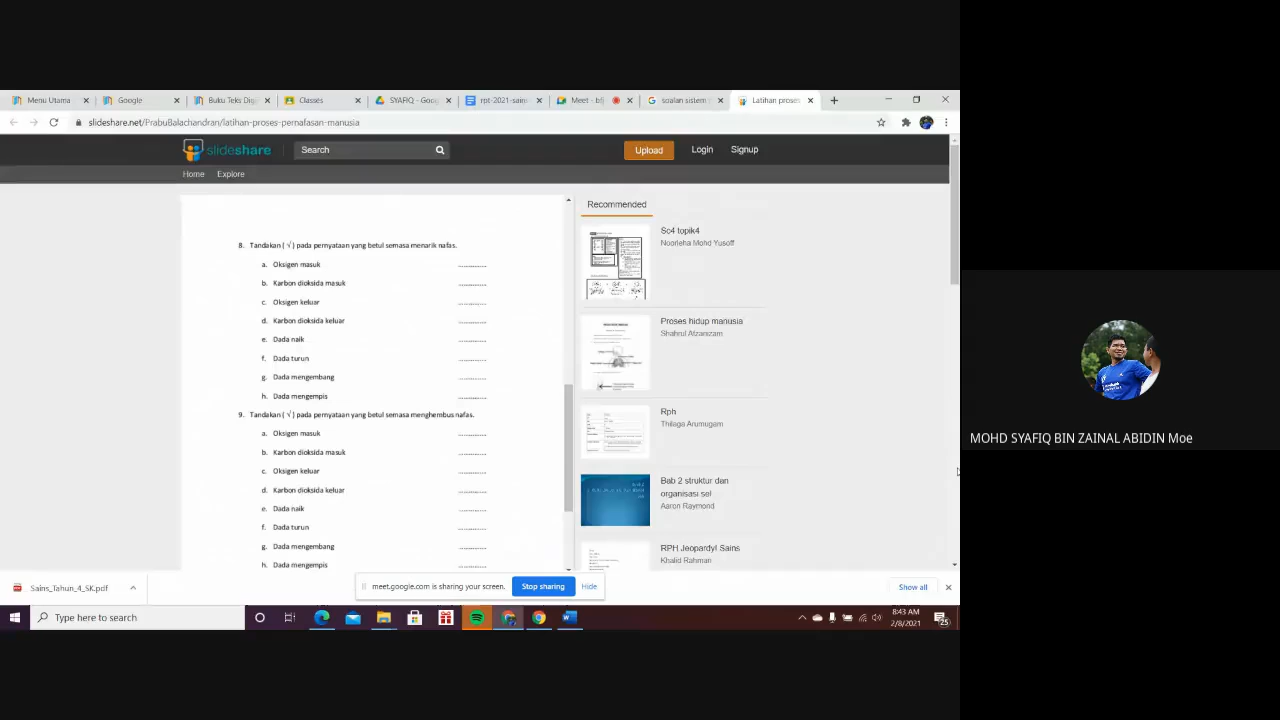 Menu Utama
Google
Buku Teks Digi
Classes
SYAFIQ - Goog
rpt-2021-sains
Meet - bfj
soalan sistem
Latihan proses
slideshare.net/PrabuBalachandran/latihan-proses-pernafasan-manusia
slideshare
Search
Upload
Login
Signup
Home
Explore
8. Tandakan ( √ ) pada pernyataan yang betul semasa menarik nafas.
a. Oksigen masuk ..............
b. Karbon dioksida masuk ..............
c. Oksigen keluar ..............
d. Karbon dioksida keluar ..............
e. Dada naik ..............
f. Dada turun ..............
g. Dada mengembang ..............
h. Dada mengempis ..............
9. Tandakan ( √ ) pada pernyataan yang betul semasa menghembus nafas.
a. Oksigen masuk ..............
b. Karbon dioksida masuk ..............
c. Oksigen keluar ..............
d. Karbon dioksida keluar ..............
e. Dada naik ..............
f. Dada turun ..............
g. Dada mengembang ..............
h. Dada mengempis ..............
Recommended
Sc4 topik4
Noorleha Mohd Yusoff
Proses hidup manusia
Shahrul Afzanizam
Rph
Thilaga Arumugam
Bab 2 struktur dan
organisasi sel
Aaron Raymond
RPH Jeopardy! Sains
Khalid Rahman
MOHD SYAFIQ BIN ZAINAL ABIDIN Moe
Sains_Tahun_4_SK.pdf
meet.google.com is sharing your screen.
Stop sharing
Hide
Show all
Type here to search
8:43 AM
2/8/2021
25